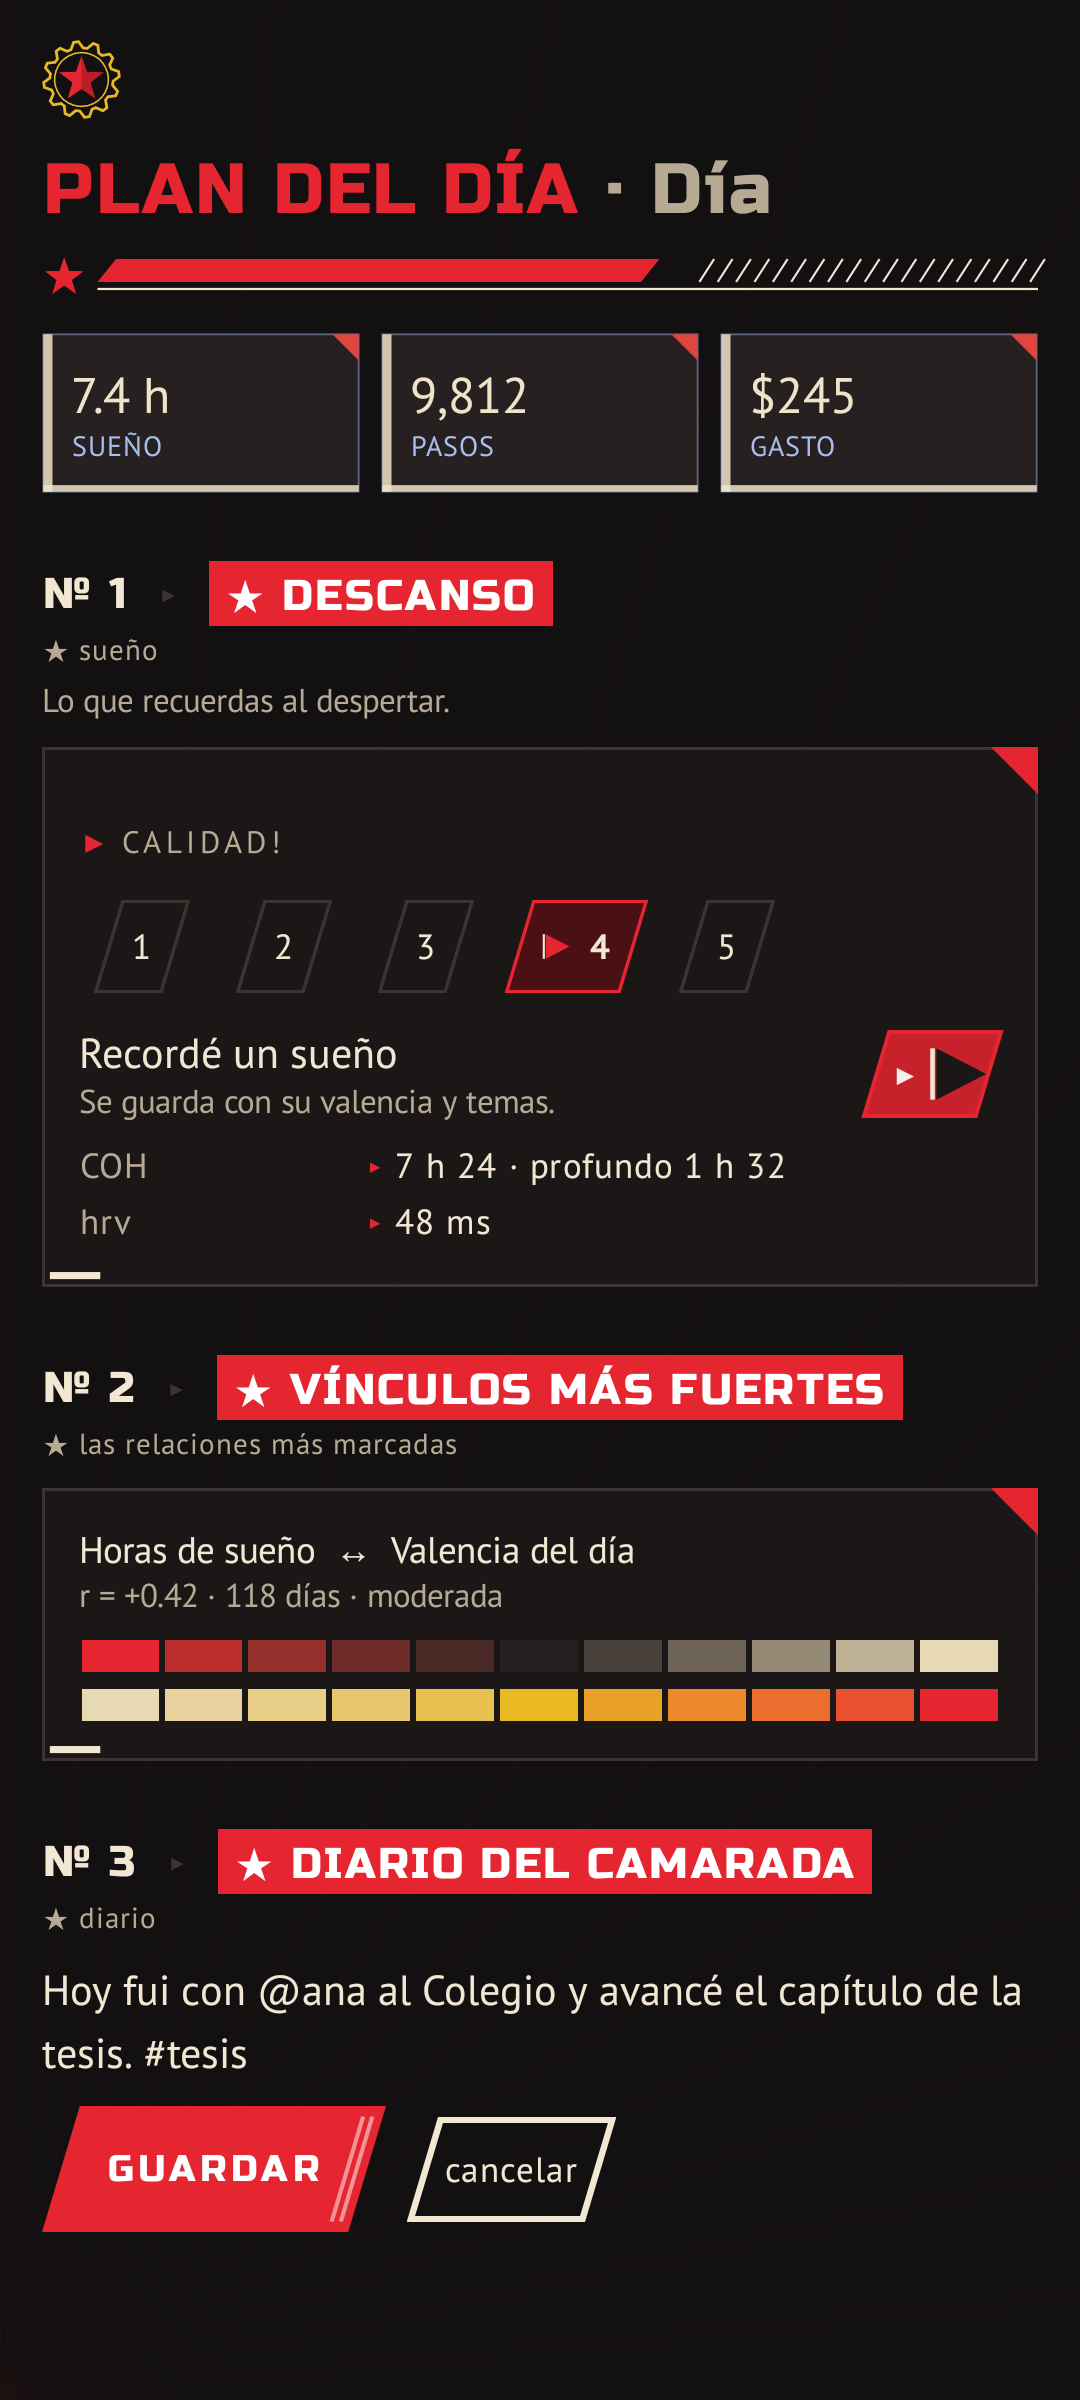 PLAN DEL DÍA · Día
7.4 h
SUEÑO
9,812
PASOS
$245
GASTO
Nº 1 ▸ ★ DESCANSO
★ sueño
Lo que recuerdas al despertar.
▸ CALIDAD!
1 2 3 4 5
Recordé un sueño
Se guarda con su valencia y temas.
COH ▸ 7 h 24 · profundo 1 h 32
hrv ▸ 48 ms
Nº 2 ▸ ★ VÍNCULOS MÁS FUERTES
★ las relaciones más marcadas
Horas de sueño ↔ Valencia del día
r = +0.42 · 118 días · moderada
Nº 3 ▸ ★ DIARIO DEL CAMARADA
★ diario
Hoy fui con @ana al Colegio y avancé el capítulo de la
tesis. #tesis
GUARDAR
cancelar